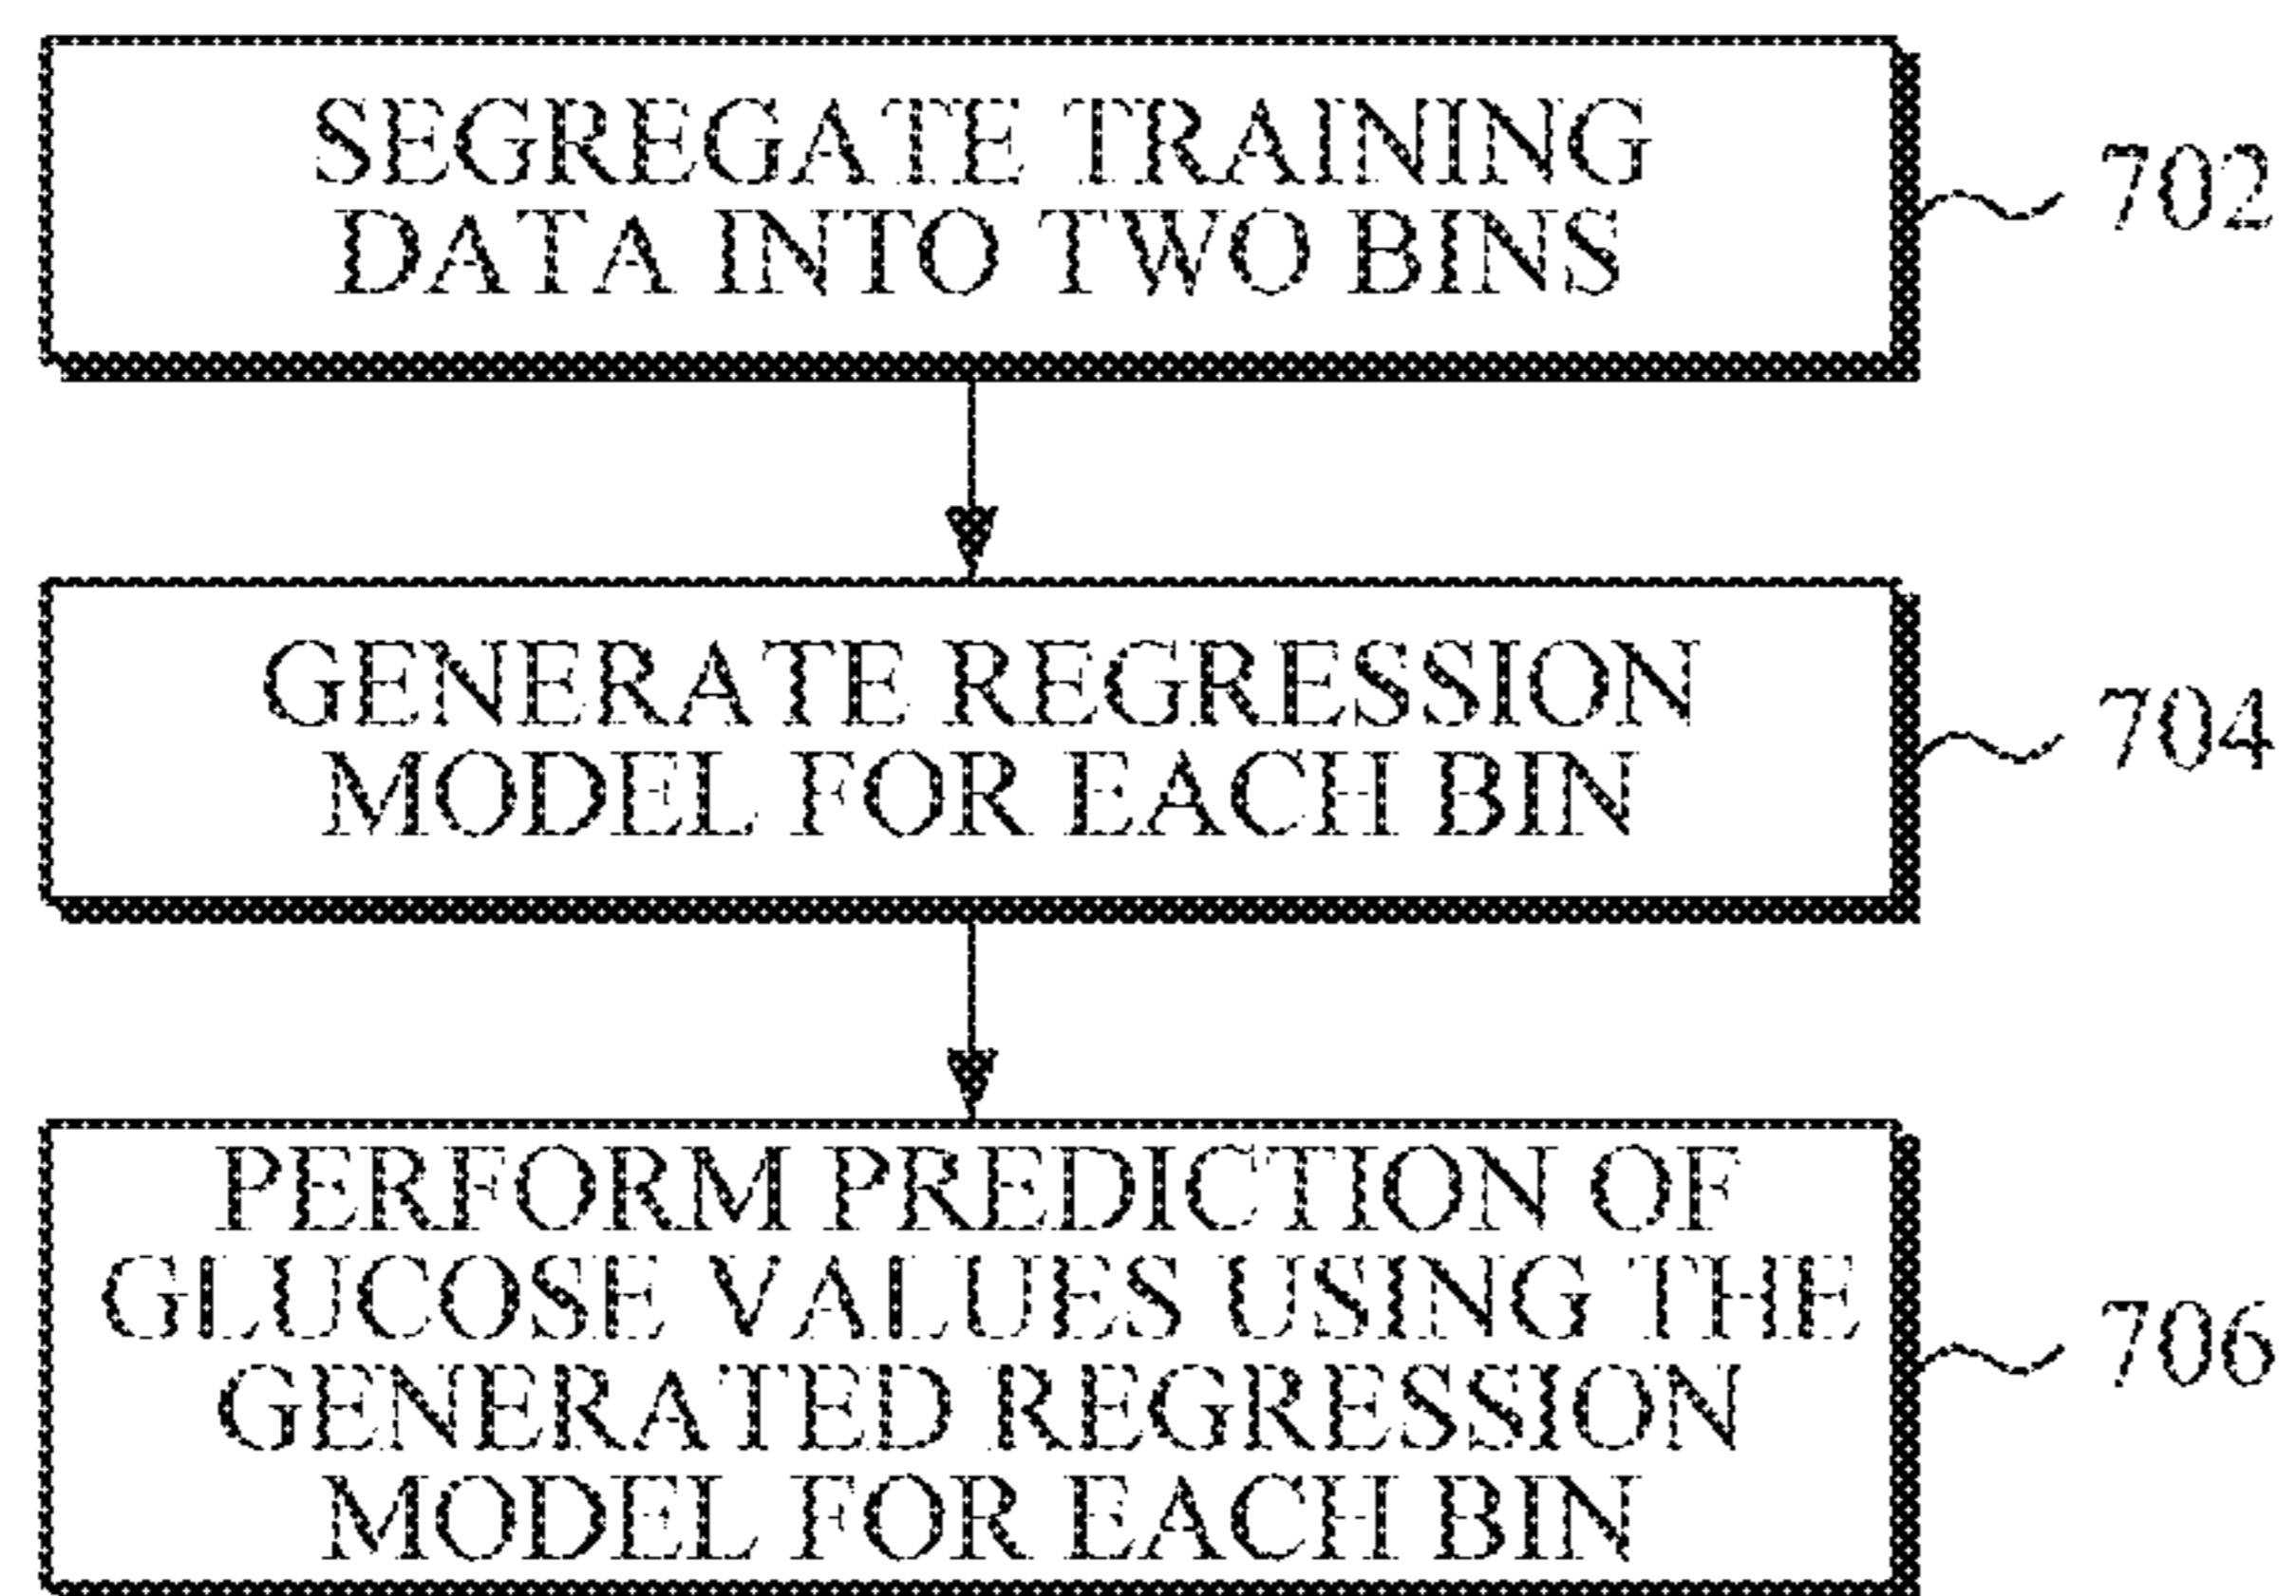 SEGREGATE TRAINING
DATA INTO TWO BINS
702
GENERATE REGRESSION
MODEL FOR EACH BIN
704
PERFORM PREDICTION OF
GLUCOSE VALUES USING THE
GENERATED REGRESSION
MODEL FOR EACH BIN
706